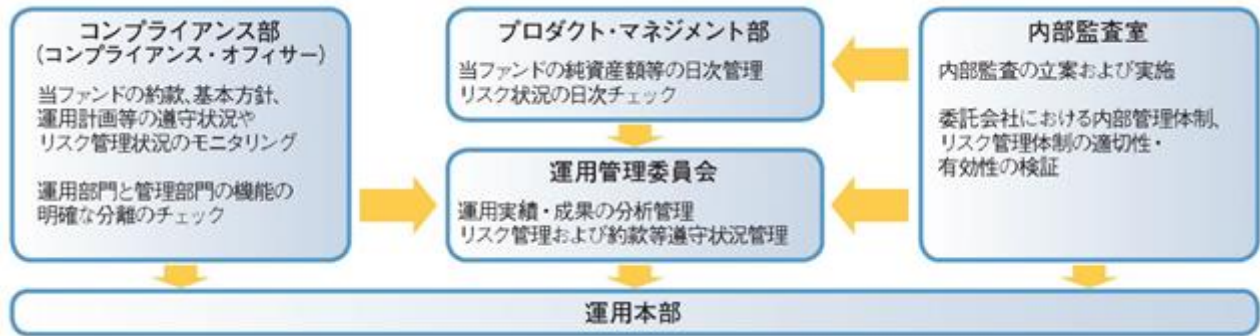 コンプライアンス部
(コンプライアンス・オフィサー)
当ファンドの約款、基本方針、
運用計画等の遵守状況や
リスク管理状況のモニタリング
運用部門と管理部門の機能の
明確な分離のチェック
プロダクト・マネジメント部
当ファンドの純資産額等の日次管理
リスク状況の日次チェック
運用管理委員会
運用実績・成果の分析管理
リスク管理および約款等遵守状況管理
内部監査室
内部監査の立案および実施
委託会社における内部管理体制、
リスク管理体制の適切性・
有効性の検証
運用本部